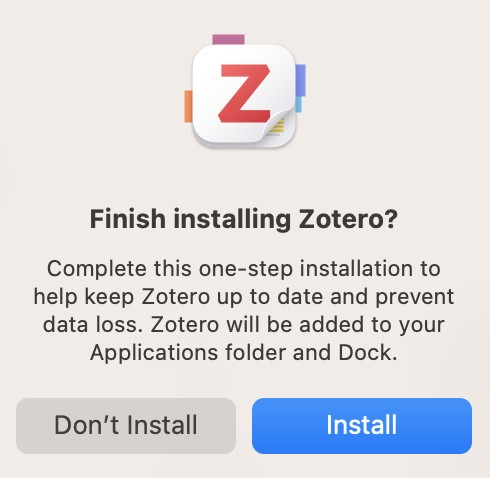 Z
Finish installing Zotero?
Complete this one-step installation to
help keep Zotero up to date and prevent
data loss. Zotero will be added to your
Applications folder and Dock.
Don’t Install
Install